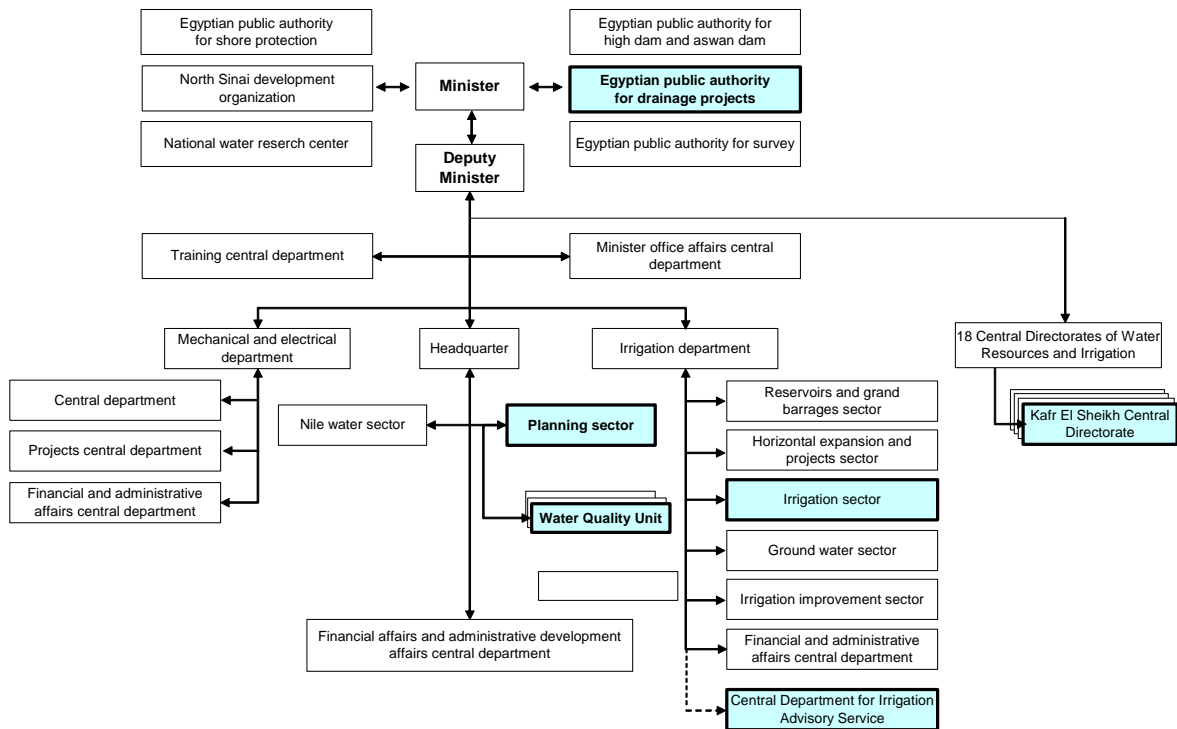 Egyptian public authority
for shore protection
Egyptian public authority for
high dam and aswan dam
North Sinai development
organization
Minister
Egyptian public authority
for drainage projects
National water reserch center
Deputy
Minister
Egyptian public authority for survey
Training central department
Minister office affairs central
department
Mechanical and electrical
department
Headquarter
Irrigation department
18 Central Directorates of Water
Resources and Irrigation
Central department
Projects central department
Financial and administrative
affairs central department
Nile water sector
Planning sector
Water Quality Unit
Financial affairs and administrative development
affairs central department
Reservoirs and grand
barrages sector
Horizontal expansion and
projects sector
Irrigation sector
Ground water sector
Irrigation improvement sector
Financial and administrative
affairs central department
Central Department for Irrigation
Advisory Service
Kafr El Sheikh Central
Directorate